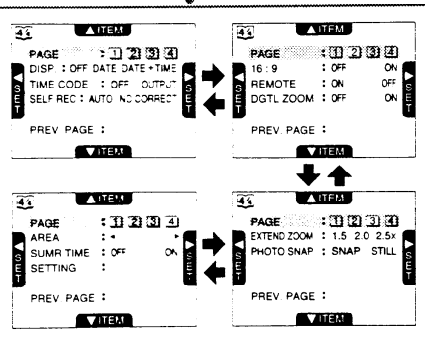 ▲ITEM
PAGE : 1 2 3 4
DISP. : OFF DATE DATE+TIME
TIME CODE : OFF OUTPUT
SELF REC : AUTO NO CORRECT
PREV PAGE :
SET
SET
▼ITEM
▲ITEM
PAGE : 1 2 3 4
16 : 9 : OFF ON
REMOTE : ON OFF
DGTL ZOOM : OFF ON
PREV. PAGE :
SET
SET
▼ITEM
▲ITEM
PAGE : 1 2 3 4
AREA :
SUMR TIME : OFF ON
SETTING :
PREV PAGE :
SET
SET
▼ITEM
▲ITEM
PAGE : 1 2 3 4
EXTEND ZOOM : 1.5 2.0 2.5x
PHOTO SNAP : SNAP STILL
PREV. PAGE :
SET
SET
▼ITEM